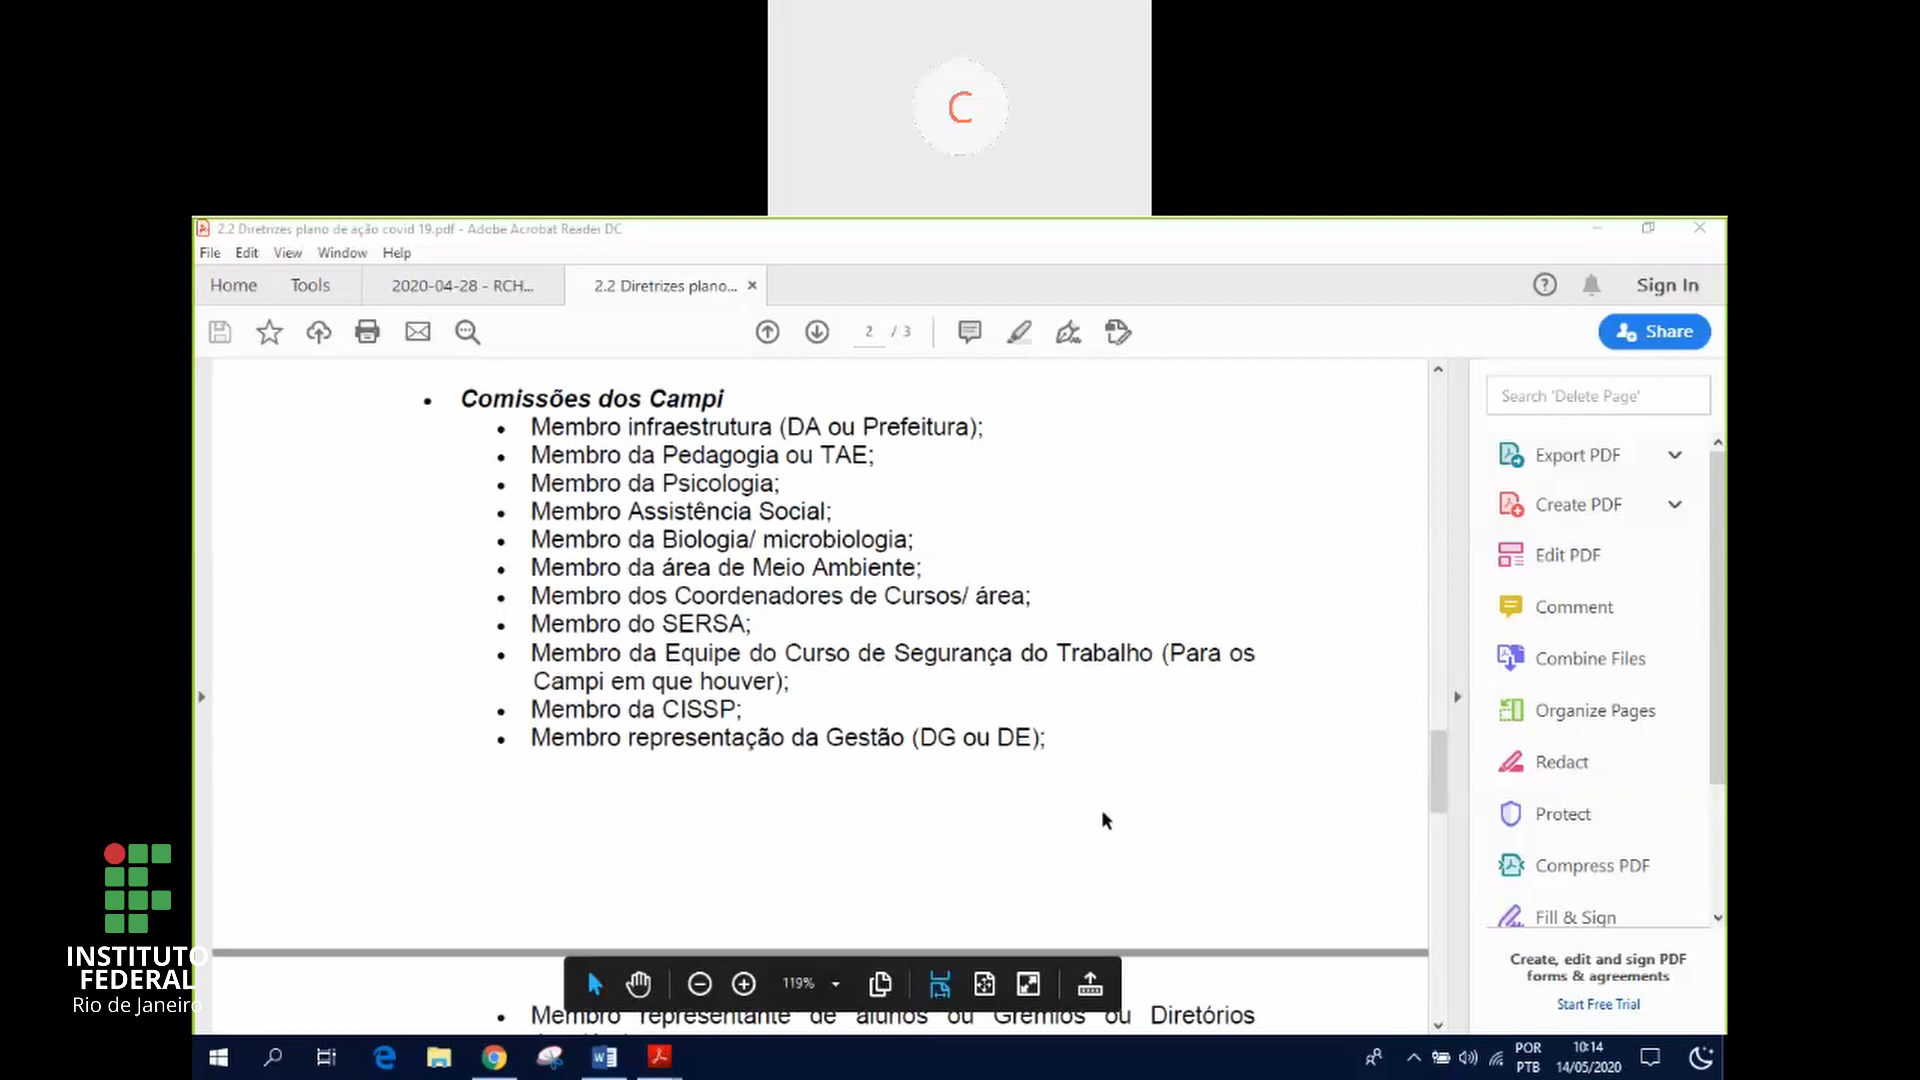 C
2.2 Diretrizes plano de ação covid 19.pdf - Adobe Acrobat Reader DC
File Edit View Window Help
Home Tools 2020-04-28 - RCH... 2.2 Diretrizes plano... × Sign In
2 / 3 Share
Comissões dos Campi
Membro infraestrutura (DA ou Prefeitura);
Membro da Pedagogia ou TAE;
Membro da Psicologia;
Membro Assistência Social;
Membro da Biologia/ microbiologia;
Membro da área de Meio Ambiente;
Membro dos Coordenadores de Cursos/ área;
Membro do SERSA;
Membro da Equipe do Curso de Segurança do Trabalho (Para os
Campi em que houver);
Membro da CISSP;
Membro representação da Gestão (DG ou DE);
Membro representante de alunos ou Grêmios ou Diretórios
119%
Search 'Delete Page'
Export PDF
Create PDF
Edit PDF
Comment
Combine Files
Organize Pages
Redact
Protect
Compress PDF
Fill & Sign
Create, edit and sign PDF
forms & agreements
Start Free Trial
INSTITUTO
FEDERAL
Rio de Janeiro
POR
PTB
10:14
14/05/2020